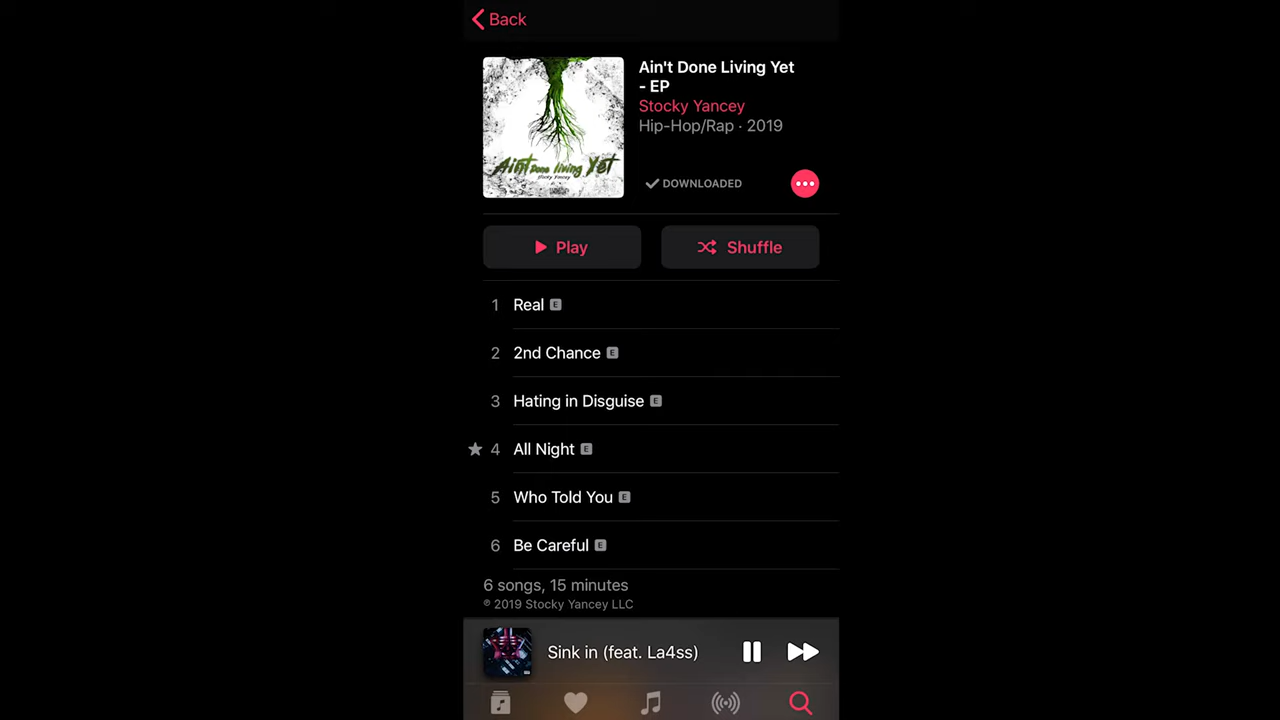 Back
Ain't Done Living Yet
- EP
Stocky Yancey
Hip-Hop/Rap · 2019
Ain't Done Living Yet
Stocky Yancey
DOWNLOADED
Play
Shuffle
1 Real E
2 2nd Chance E
3 Hating in Disguise E
★ 4 All Night E
5 Who Told You E
6 Be Careful E
6 songs, 15 minutes
℗ 2019 Stocky Yancey LLC
Sink in (feat. La4ss)